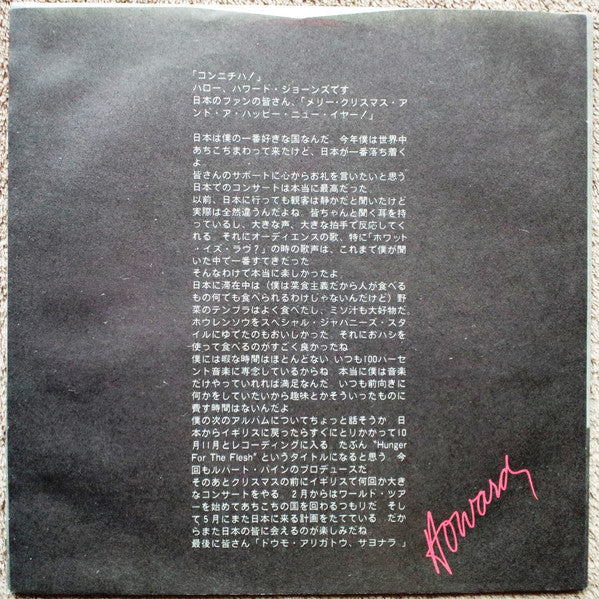 「コンニチハ！」
ハロー、ハワード・ジョーンズです
日本のファンの皆さん、「メリー・クリスマス・ア
ンド・ア・ハッピー・ニュー・イヤー！」
日本は僕の一番好きな国なんだ。今年僕は世界中
あちこちまわって来たけど、日本が一番落ち着く
よ
皆さんのサポートに心からお礼を言いたいと思う
日本でのコンサートは本当に最高だった。
以前、日本に行っても観客は静かだと聞いたけど
実際は全然違うんだよね 皆ちゃんと聞く耳を持
っているし、大きな声、大きな拍手で反応してく
れる それにオーディエンスの歌、特に「ホワット
・イズ・ラヴ？」の時の歌声は、これまで僕が聞
いた中で一番すてきだった
そんなわけで本当に楽しかったよ。
日本に滞在中は（僕は菜食主義だから人が食べる
もの何でも食べられるわけじゃないんだけど）野
菜のテンプラはよく食べたし、ミソ汁も大好物だ。
ホウレンソウをスペシャル・ジャパニーズ・スタ
イルにゆでたのもおいしかった。それにおハシを
使って食べるのがすごく良かったね
僕には暇な時間はほとんどない いつも100パーセ
ント音楽に専念しているからね 本当に僕は音楽
だけやっていれれば満足なんだ。いつも前向きに
何かをしていたいから趣味とかそういったものに
費す時間はないんだよ。
僕の次のアルバムについてちょっと話そうか 日
本からイギリスに戻ったらすぐにとりかかって10
月11月とレコーディングに入る たぶん "Hunger
For The Flesh" というタイトルになると思う。今
回もルパート・ハインのプロデュースだ
そのあとクリスマスの前にイギリスで何回か大き
なコンサートをやる。2月からはワールド・ツア
ーを始めてあちこちの国を回わるつもりだ そし
て5月にまた日本に来る計画をたてている だか
らまた日本の皆に会えるのが楽しみだね
最後に皆さん「ドウモ・アリガトウ、サヨナラ。」
Howard